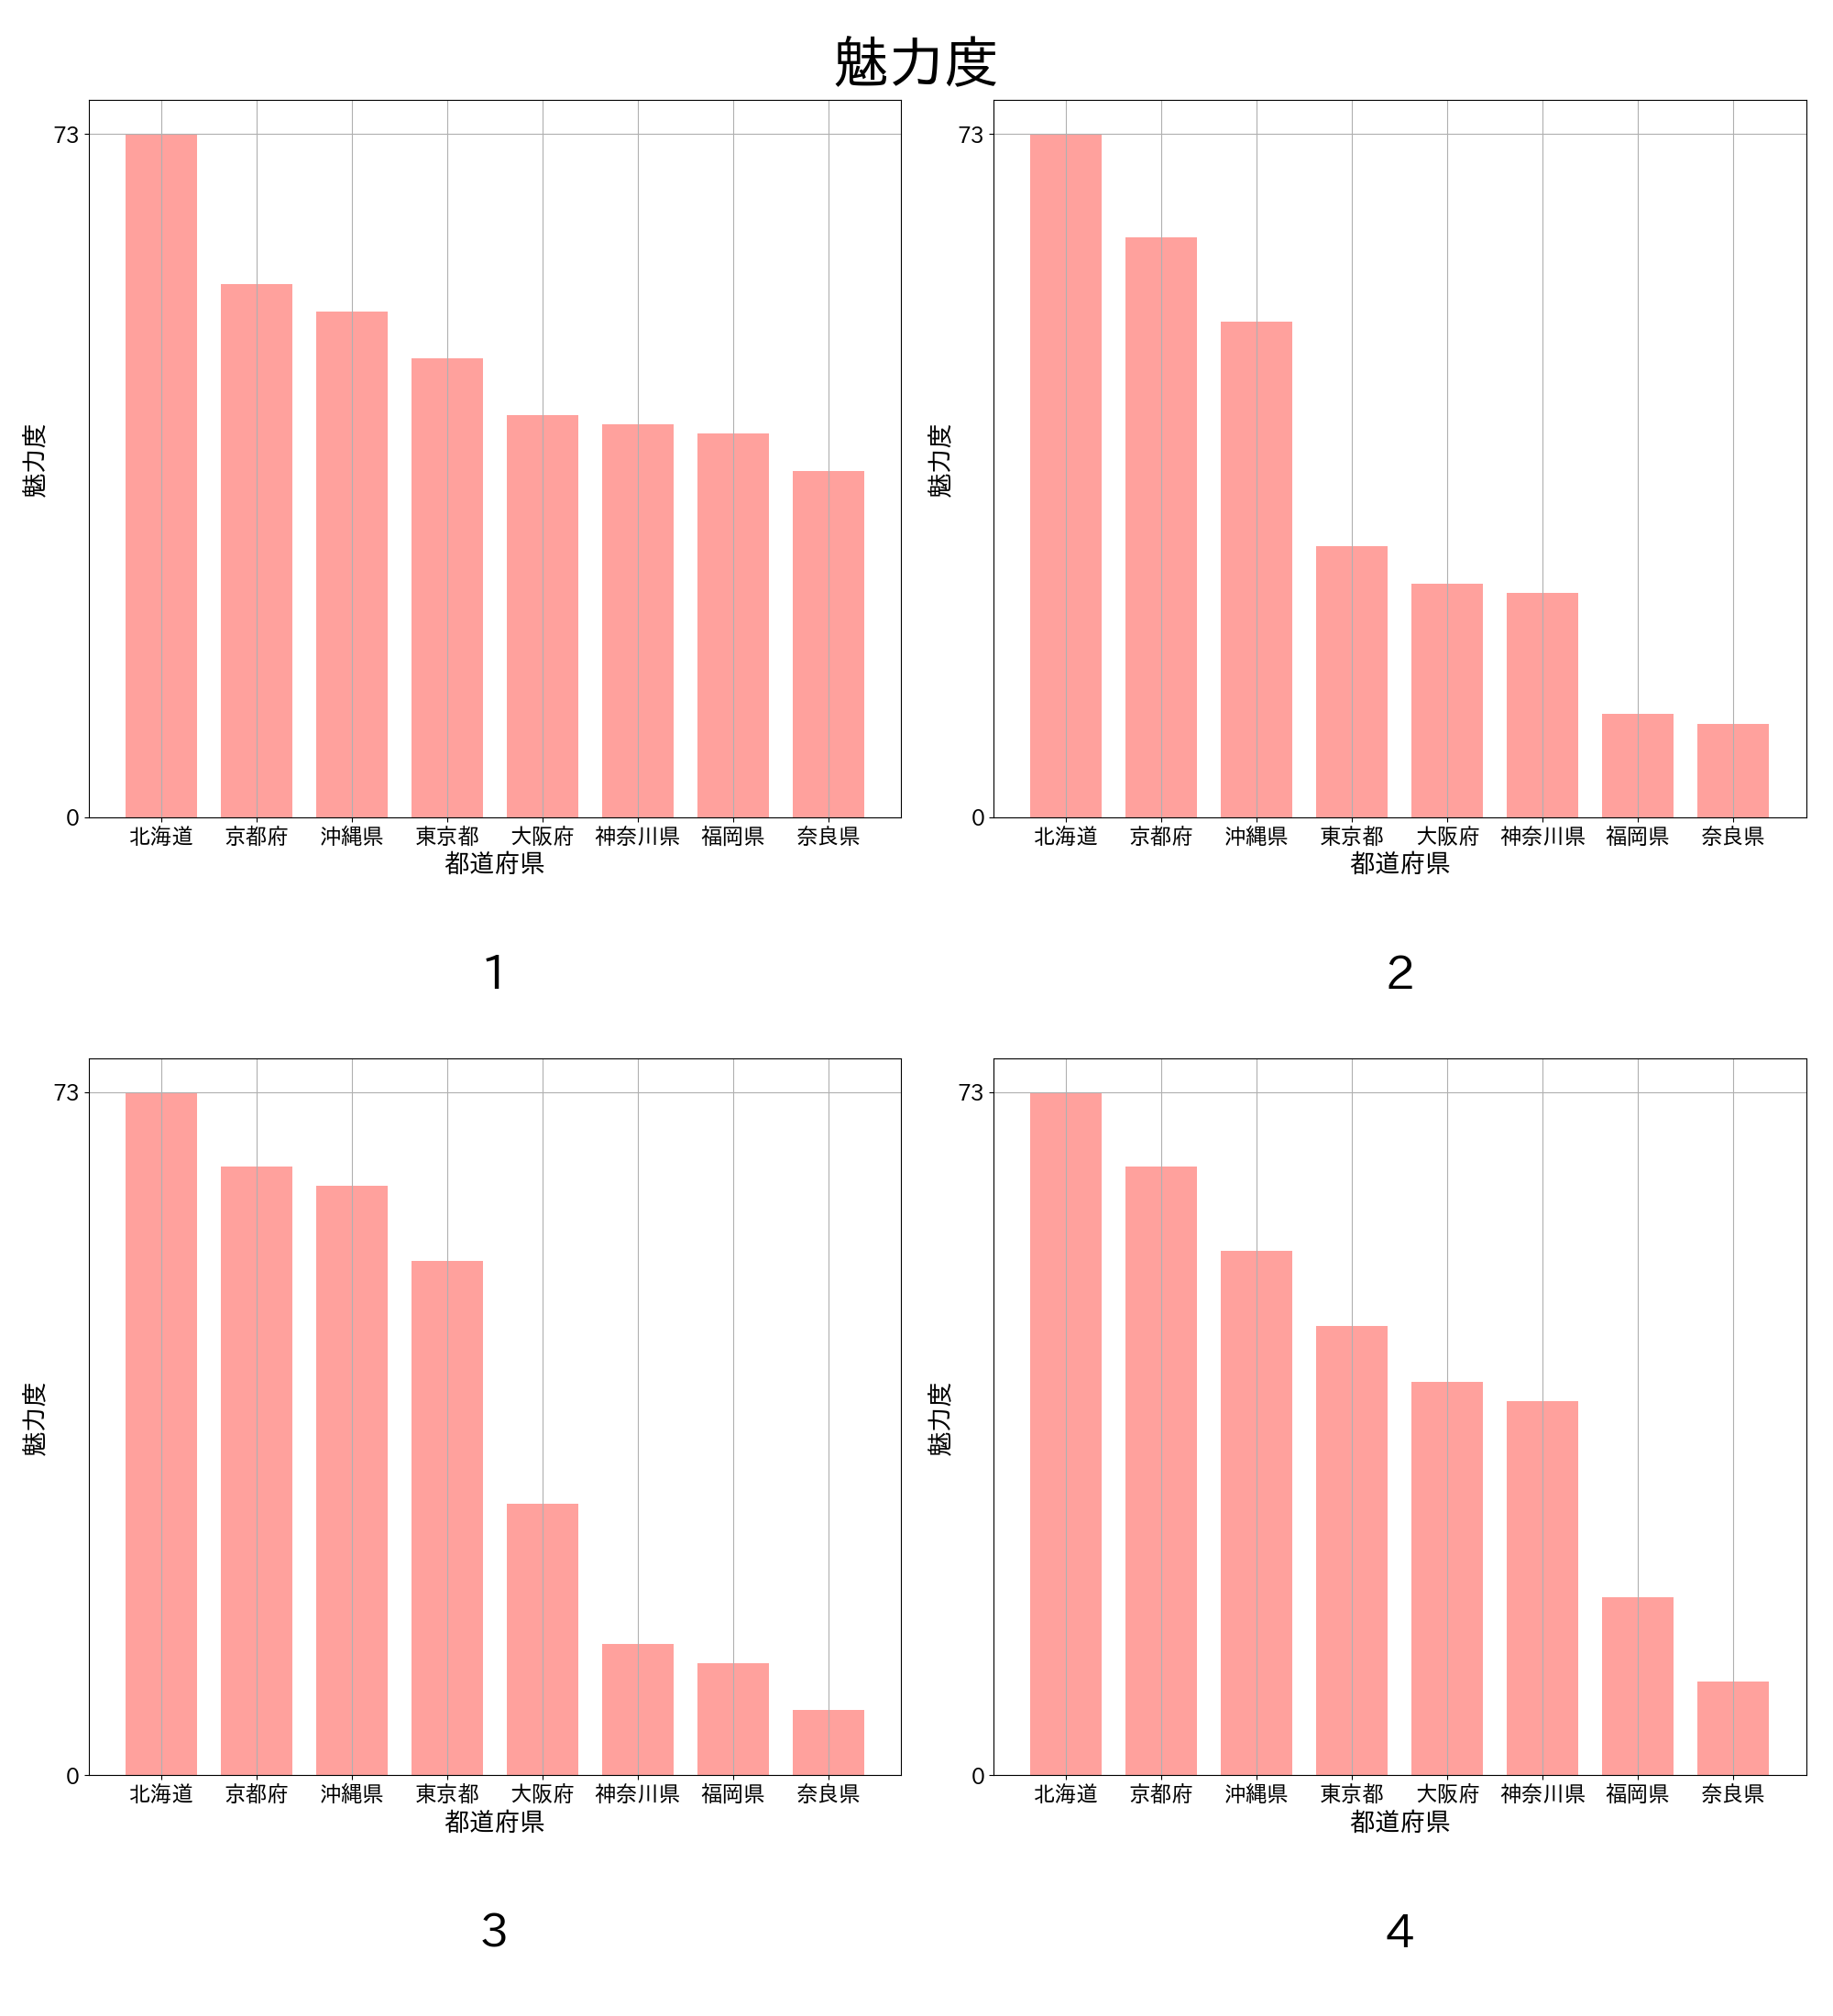 魅力度
73
0
魅力度
北海道 京都府 沖縄県 東京都 大阪府 神奈川県 福岡県 奈良県
都道府県
1
73
0
魅力度
北海道 京都府 沖縄県 東京都 大阪府 神奈川県 福岡県 奈良県
都道府県
2
73
0
魅力度
北海道 京都府 沖縄県 東京都 大阪府 神奈川県 福岡県 奈良県
都道府県
3
73
0
魅力度
北海道 京都府 沖縄県 東京都 大阪府 神奈川県 福岡県 奈良県
都道府県
4